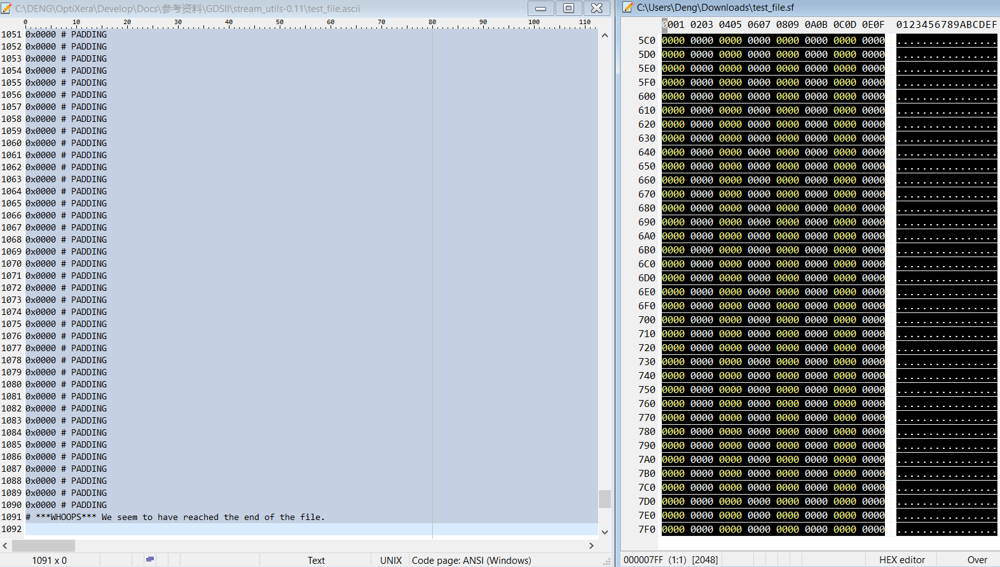 C:\DENG\OptiXera\Develop\Docs\参考资料\GDSII\stream_utils-0.11\test_file.ascii
0 10 20 30 40 50 60 70 80 90 100 110
1051 0x0000 # PADDING
1052 0x0000 # PADDING
1053 0x0000 # PADDING
1054 0x0000 # PADDING
1055 0x0000 # PADDING
1056 0x0000 # PADDING
1057 0x0000 # PADDING
1058 0x0000 # PADDING
1059 0x0000 # PADDING
1060 0x0000 # PADDING
1061 0x0000 # PADDING
1062 0x0000 # PADDING
1063 0x0000 # PADDING
1064 0x0000 # PADDING
1065 0x0000 # PADDING
1066 0x0000 # PADDING
1067 0x0000 # PADDING
1068 0x0000 # PADDING
1069 0x0000 # PADDING
1070 0x0000 # PADDING
1071 0x0000 # PADDING
1072 0x0000 # PADDING
1073 0x0000 # PADDING
1074 0x0000 # PADDING
1075 0x0000 # PADDING
1076 0x0000 # PADDING
1077 0x0000 # PADDING
1078 0x0000 # PADDING
1079 0x0000 # PADDING
1080 0x0000 # PADDING
1081 0x0000 # PADDING
1082 0x0000 # PADDING
1083 0x0000 # PADDING
1084 0x0000 # PADDING
1085 0x0000 # PADDING
1086 0x0000 # PADDING
1087 0x0000 # PADDING
1088 0x0000 # PADDING
1089 0x0000 # PADDING
1090 0x0000 # PADDING
1091 # ***WHOOPS*** We seem to have reached the end of the file.
1092
1091 x 0 Text UNIX Code page: ANSI (Windows)
C:\Users\Deng\Downloads\test_file.sf
0001 0203 0405 0607 0809 0A0B 0C0D 0E0F 0123456789ABCDEF
5C0 0000 0000 0000 0000 0000 0000 0000 0000 ................
5D0 0000 0000 0000 0000 0000 0000 0000 0000 ................
5E0 0000 0000 0000 0000 0000 0000 0000 0000 ................
5F0 0000 0000 0000 0000 0000 0000 0000 0000 ................
600 0000 0000 0000 0000 0000 0000 0000 0000 ................
610 0000 0000 0000 0000 0000 0000 0000 0000 ................
620 0000 0000 0000 0000 0000 0000 0000 0000 ................
630 0000 0000 0000 0000 0000 0000 0000 0000 ................
640 0000 0000 0000 0000 0000 0000 0000 0000 ................
650 0000 0000 0000 0000 0000 0000 0000 0000 ................
660 0000 0000 0000 0000 0000 0000 0000 0000 ................
670 0000 0000 0000 0000 0000 0000 0000 0000 ................
680 0000 0000 0000 0000 0000 0000 0000 0000 ................
690 0000 0000 0000 0000 0000 0000 0000 0000 ................
6A0 0000 0000 0000 0000 0000 0000 0000 0000 ................
6B0 0000 0000 0000 0000 0000 0000 0000 0000 ................
6C0 0000 0000 0000 0000 0000 0000 0000 0000 ................
6D0 0000 0000 0000 0000 0000 0000 0000 0000 ................
6E0 0000 0000 0000 0000 0000 0000 0000 0000 ................
6F0 0000 0000 0000 0000 0000 0000 0000 0000 ................
700 0000 0000 0000 0000 0000 0000 0000 0000 ................
710 0000 0000 0000 0000 0000 0000 0000 0000 ................
720 0000 0000 0000 0000 0000 0000 0000 0000 ................
730 0000 0000 0000 0000 0000 0000 0000 0000 ................
740 0000 0000 0000 0000 0000 0000 0000 0000 ................
750 0000 0000 0000 0000 0000 0000 0000 0000 ................
760 0000 0000 0000 0000 0000 0000 0000 0000 ................
770 0000 0000 0000 0000 0000 0000 0000 0000 ................
780 0000 0000 0000 0000 0000 0000 0000 0000 ................
790 0000 0000 0000 0000 0000 0000 0000 0000 ................
7A0 0000 0000 0000 0000 0000 0000 0000 0000 ................
7B0 0000 0000 0000 0000 0000 0000 0000 0000 ................
7C0 0000 0000 0000 0000 0000 0000 0000 0000 ................
7D0 0000 0000 0000 0000 0000 0000 0000 0000 ................
7E0 0000 0000 0000 0000 0000 0000 0000 0000 ................
7F0 0000 0000 0000 0000 0000 0000 0000 0000 ................
000007FF (1:1) [2048] HEX editor Over